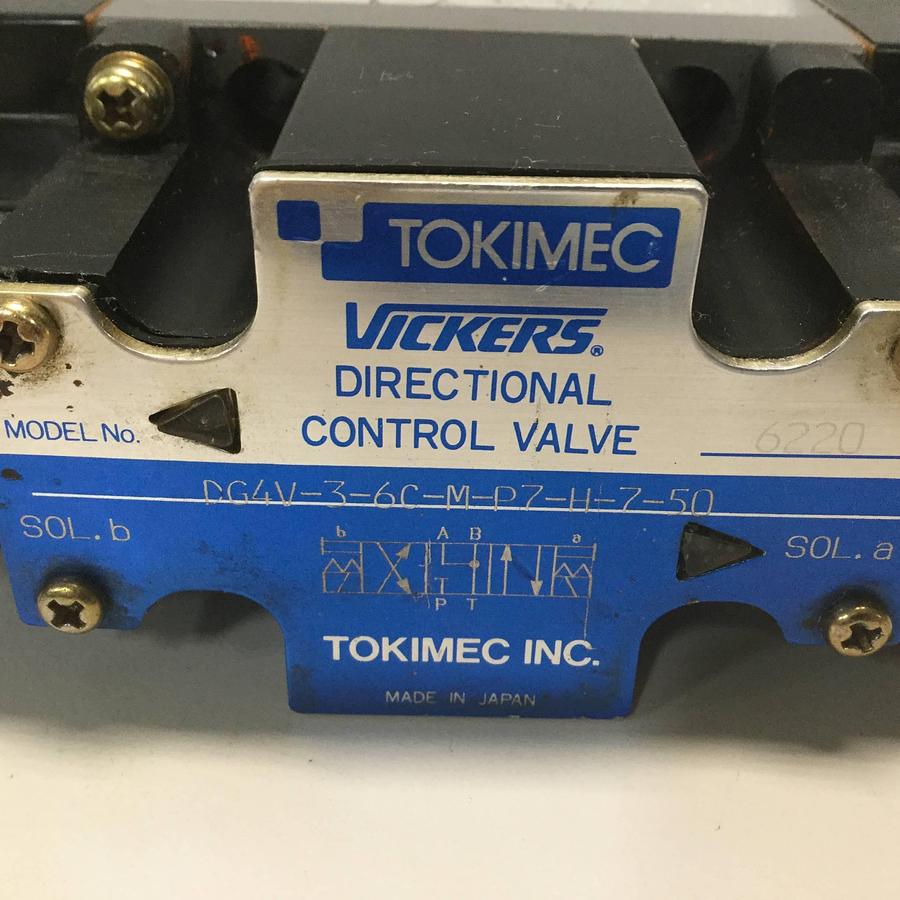 TOKIMEC
VICKERS®
DIRECTIONAL
CONTROL VALVE
MODEL No.
6220
DG4V-3-6C-M-P7-H-7-50
SOL.b
b A B a
T
P T
SOL.a
TOKIMEC INC.
MADE IN JAPAN